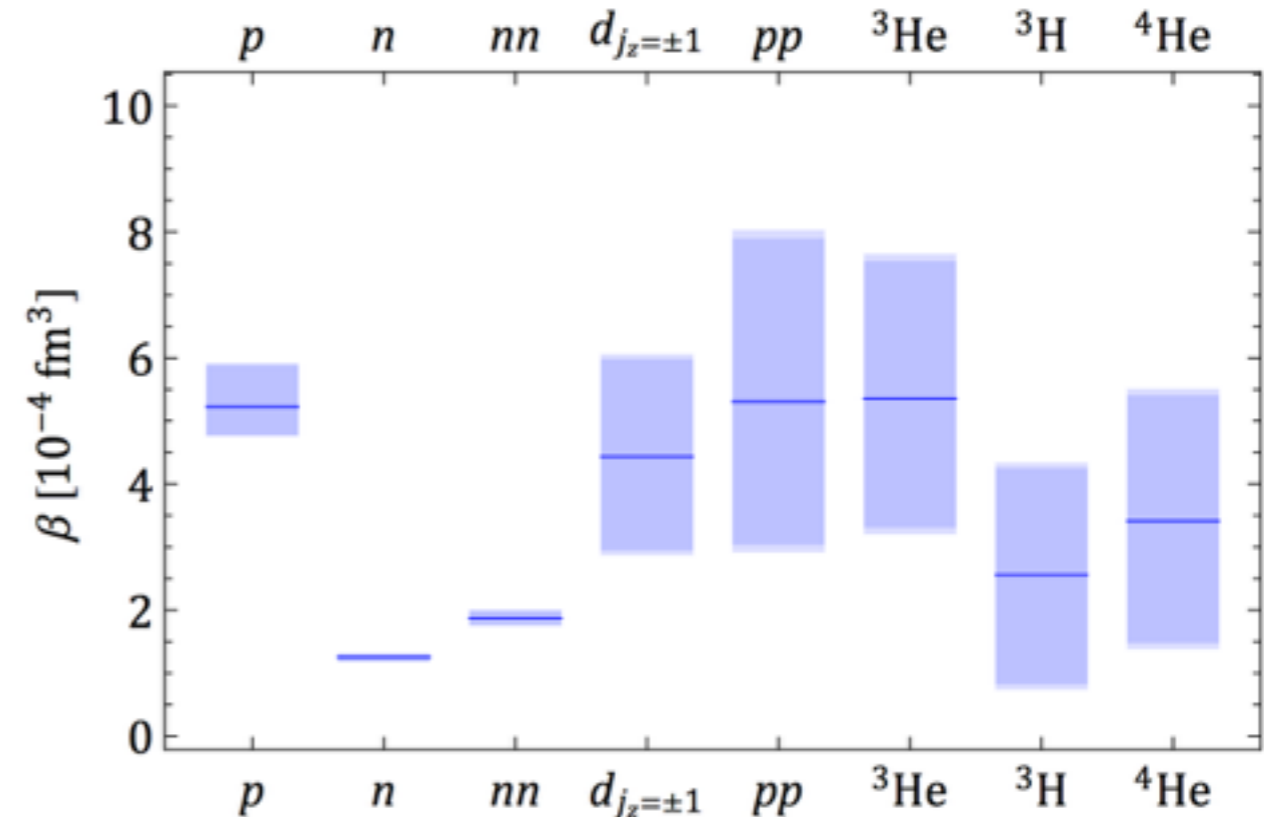 p n nn d_{j_z=±1} pp ³He ³H ⁴He
10
8
6
4
2
0
β [10⁻⁴ fm³]
p n nn d_{j_z=±1} pp ³He ³H ⁴He